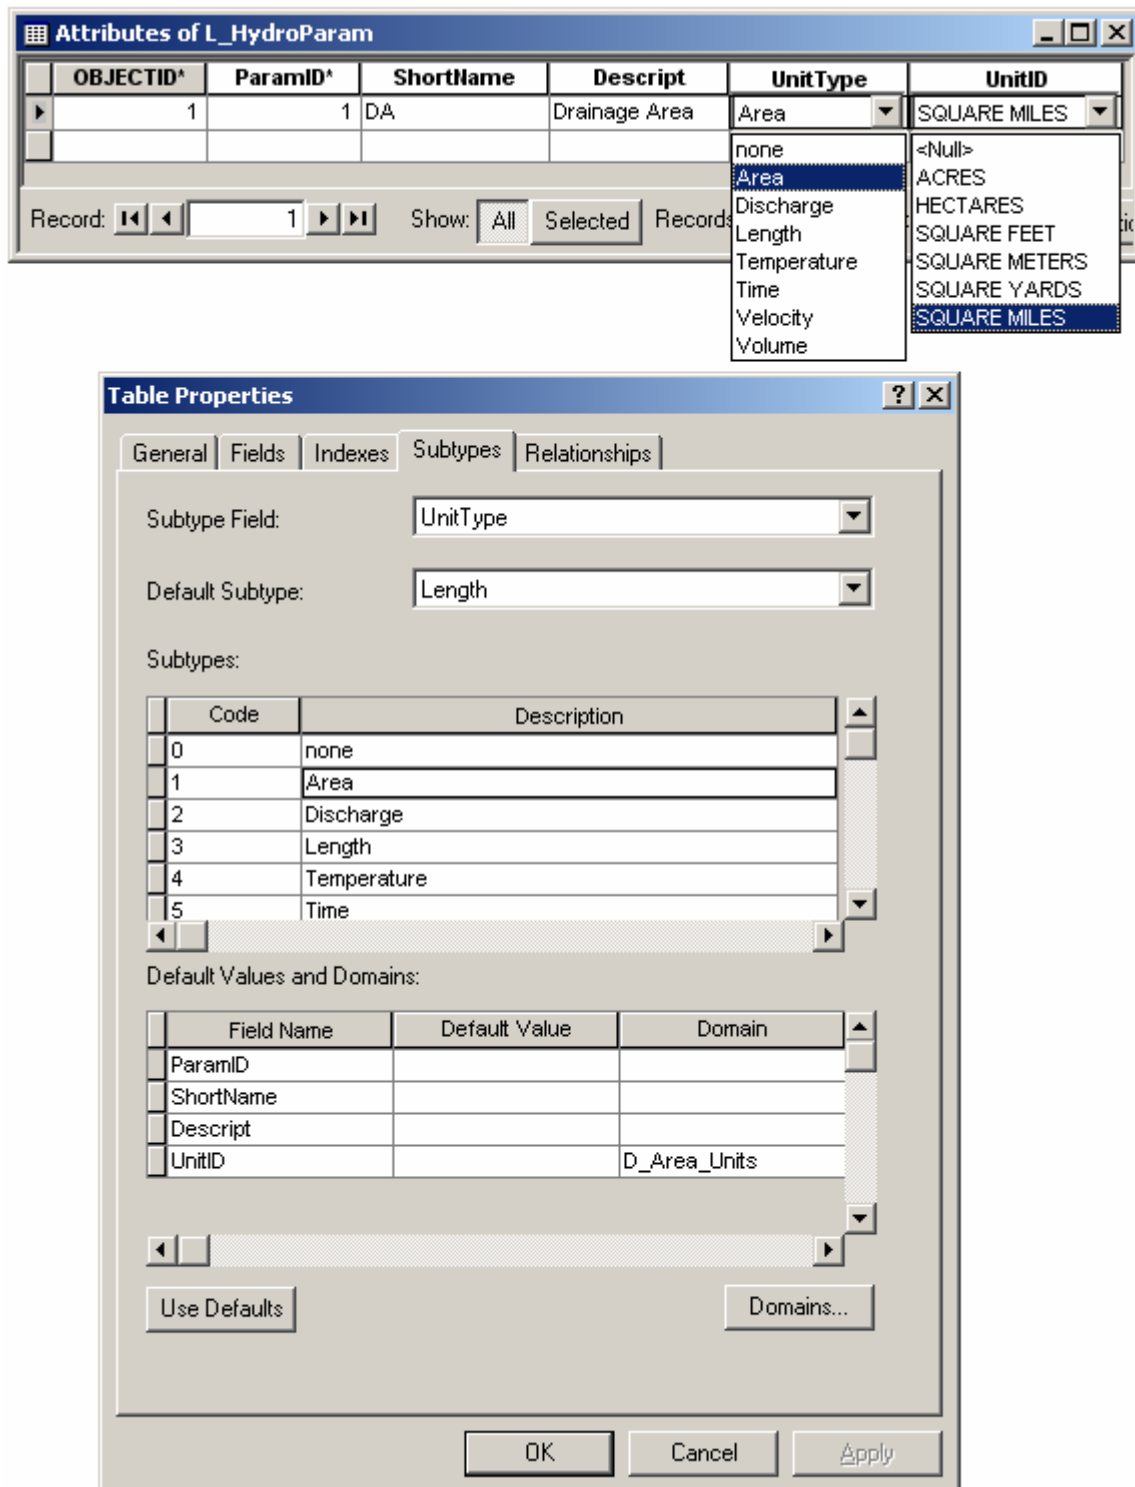 Attributes of L_HydroParam
OBJECTID* ParamID* ShortName Descript UnitType UnitID
1 1 DA Drainage Area Area SQUARE MILES
none <Null>
Area ACRES
Discharge HECTARES
Length SQUARE FEET
Temperature SQUARE METERS
Time SQUARE YARDS
Velocity SQUARE MILES
Volume
Record: 1 Show: All Selected Records
Table Properties
General Fields Indexes Subtypes Relationships
Subtype Field: UnitType
Default Subtype: Length
Subtypes:
Code Description
0 none
1 Area
2 Discharge
3 Length
4 Temperature
5 Time
Default Values and Domains:
Field Name Default Value Domain
ParamID
ShortName
Descript
UnitID D_Area_Units
Use Defaults Domains...
OK Cancel Apply